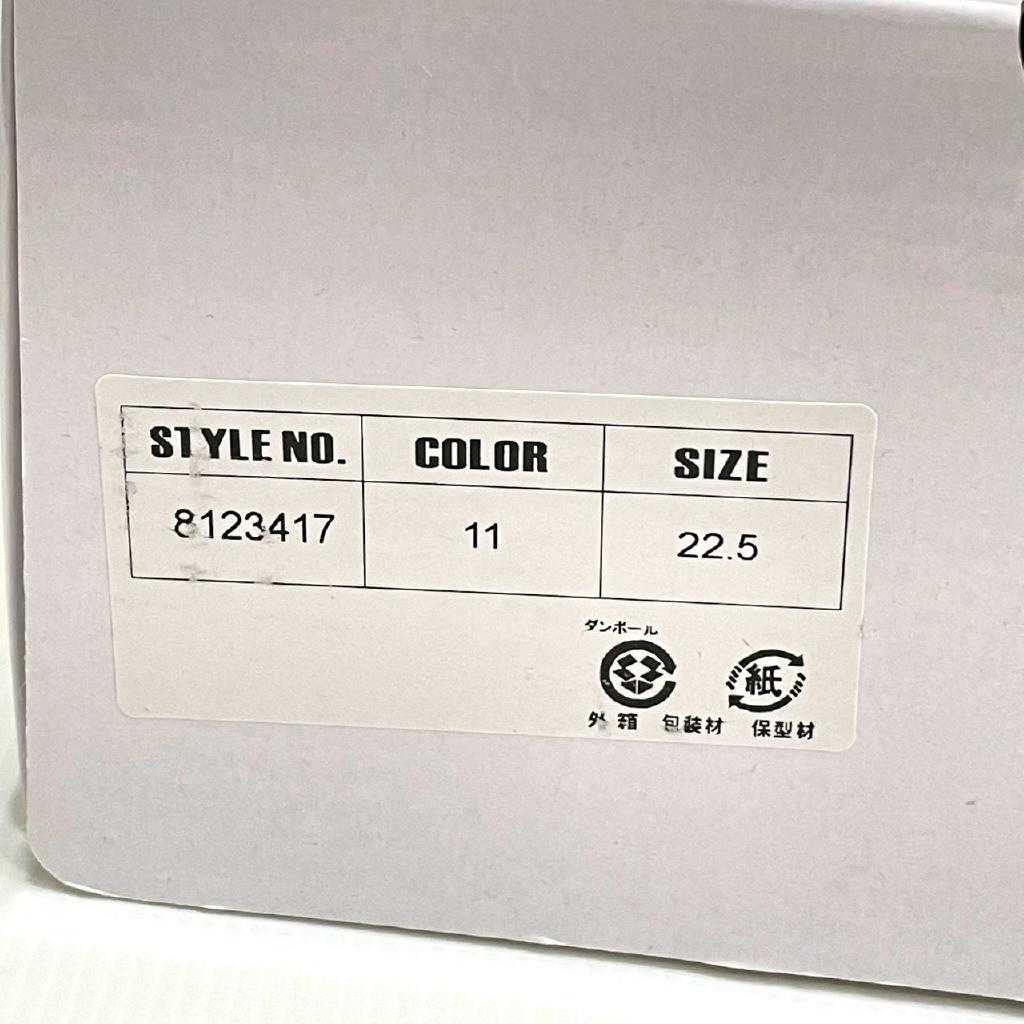 STYLE NO. COLOR SIZE
8123417 11 22.5
ダンボール
紙
外箱 包装材 保型材